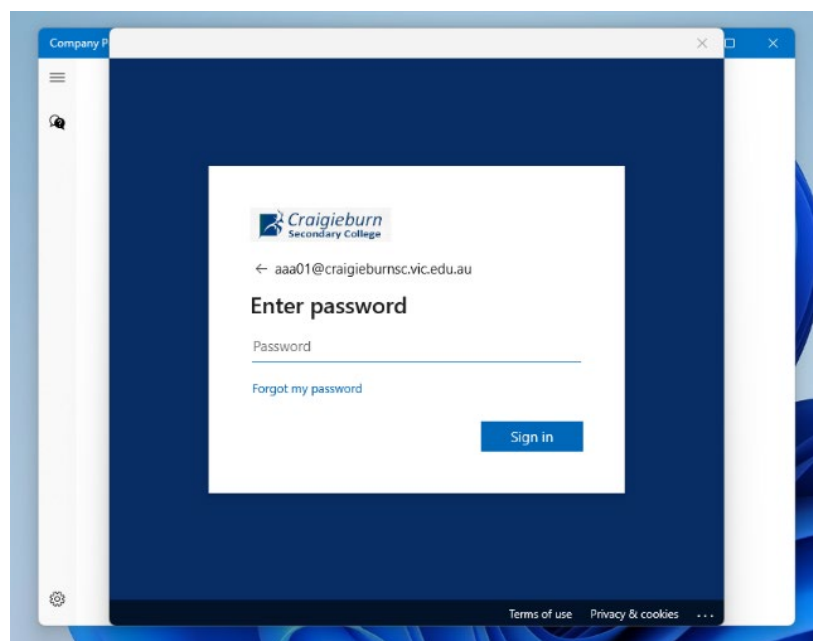 Company P
Craigieburn
Secondary College
aaa01@craigieburnsc.vic.edu.au
Enter password
Password
Forgot my password
Sign in
Terms of use Privacy & cookies ...